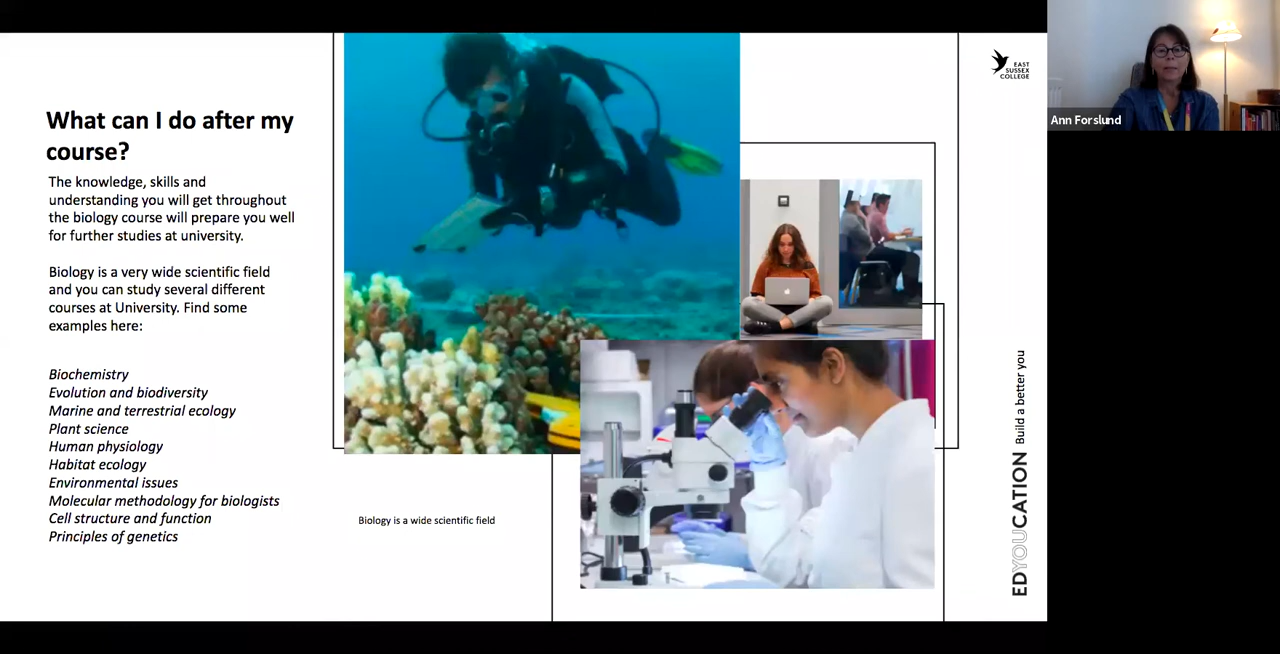 What can I do after my
course?
The knowledge, skills and
understanding you will get throughout
the biology course will prepare you well
for further studies at university.
Biology is a very wide scientific field
and you can study several different
courses at University. Find some
examples here:
Biochemistry
Evolution and biodiversity
Marine and terrestrial ecology
Plant science
Human physiology
Habitat ecology
Environmental issues
Molecular methodology for biologists
Cell structure and function
Principles of genetics
Biology is a wide scientific field
EAST
SUSSEX
COLLEGE
EDYOUCATION Build a better you
Ann Forslund